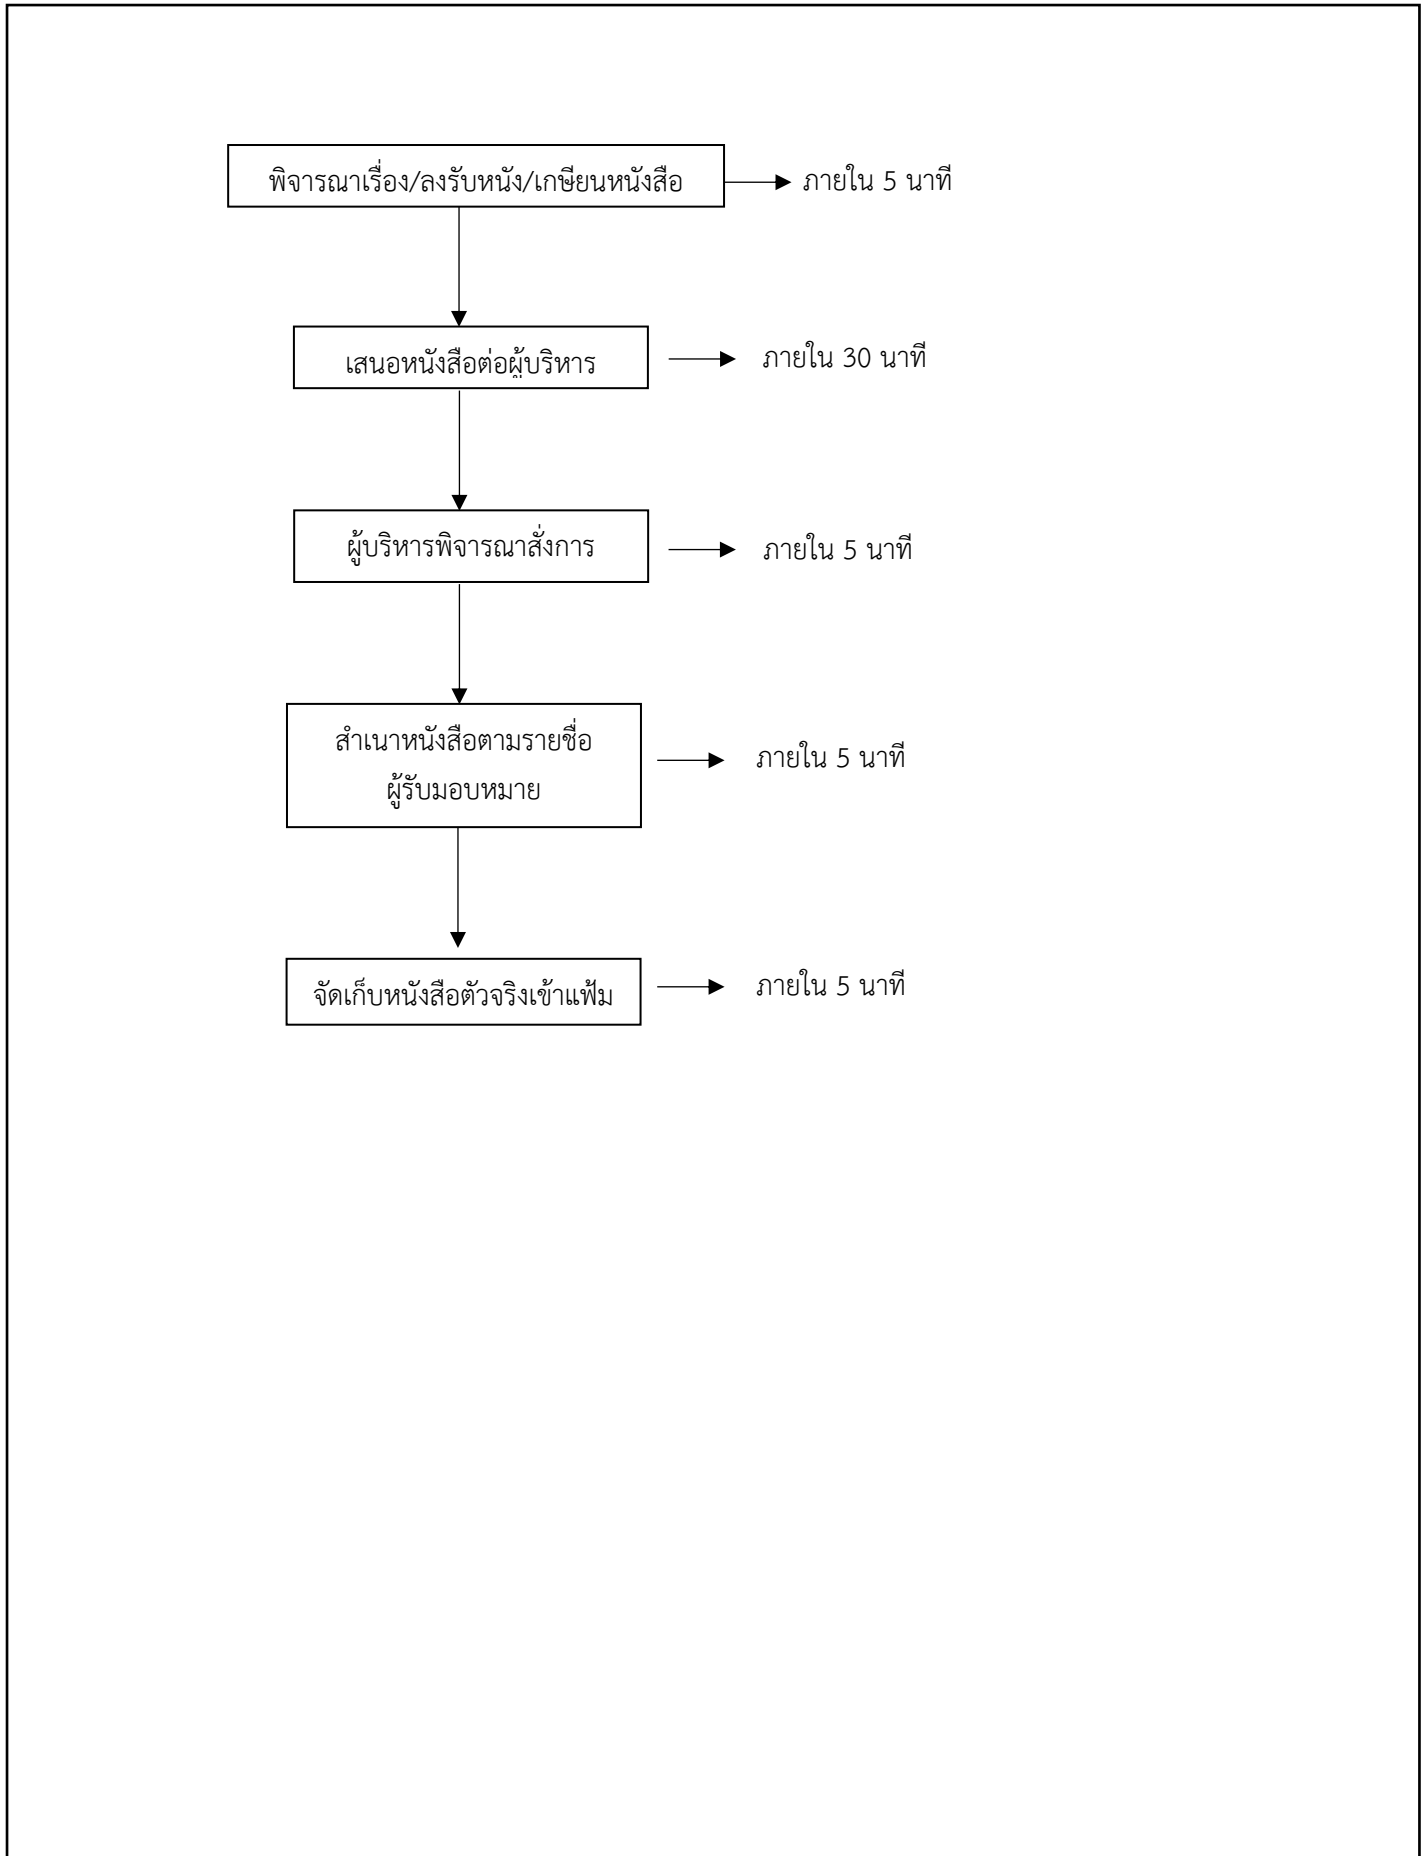 พิจารณาเรื่อง/ลงรับหนัง/เกษียนหนังสือ
ภายใน 5 นาที
เสนอหนังสือต่อผู้บริหาร
ภายใน 30 นาที
ผู้บริหารพิจารณาสั่งการ
ภายใน 5 นาที
สำเนาหนังสือตามรายชื่อ
ผู้รับมอบหมาย
ภายใน 5 นาที
จัดเก็บหนังสือตัวจริงเข้าแฟ้ม
ภายใน 5 นาที